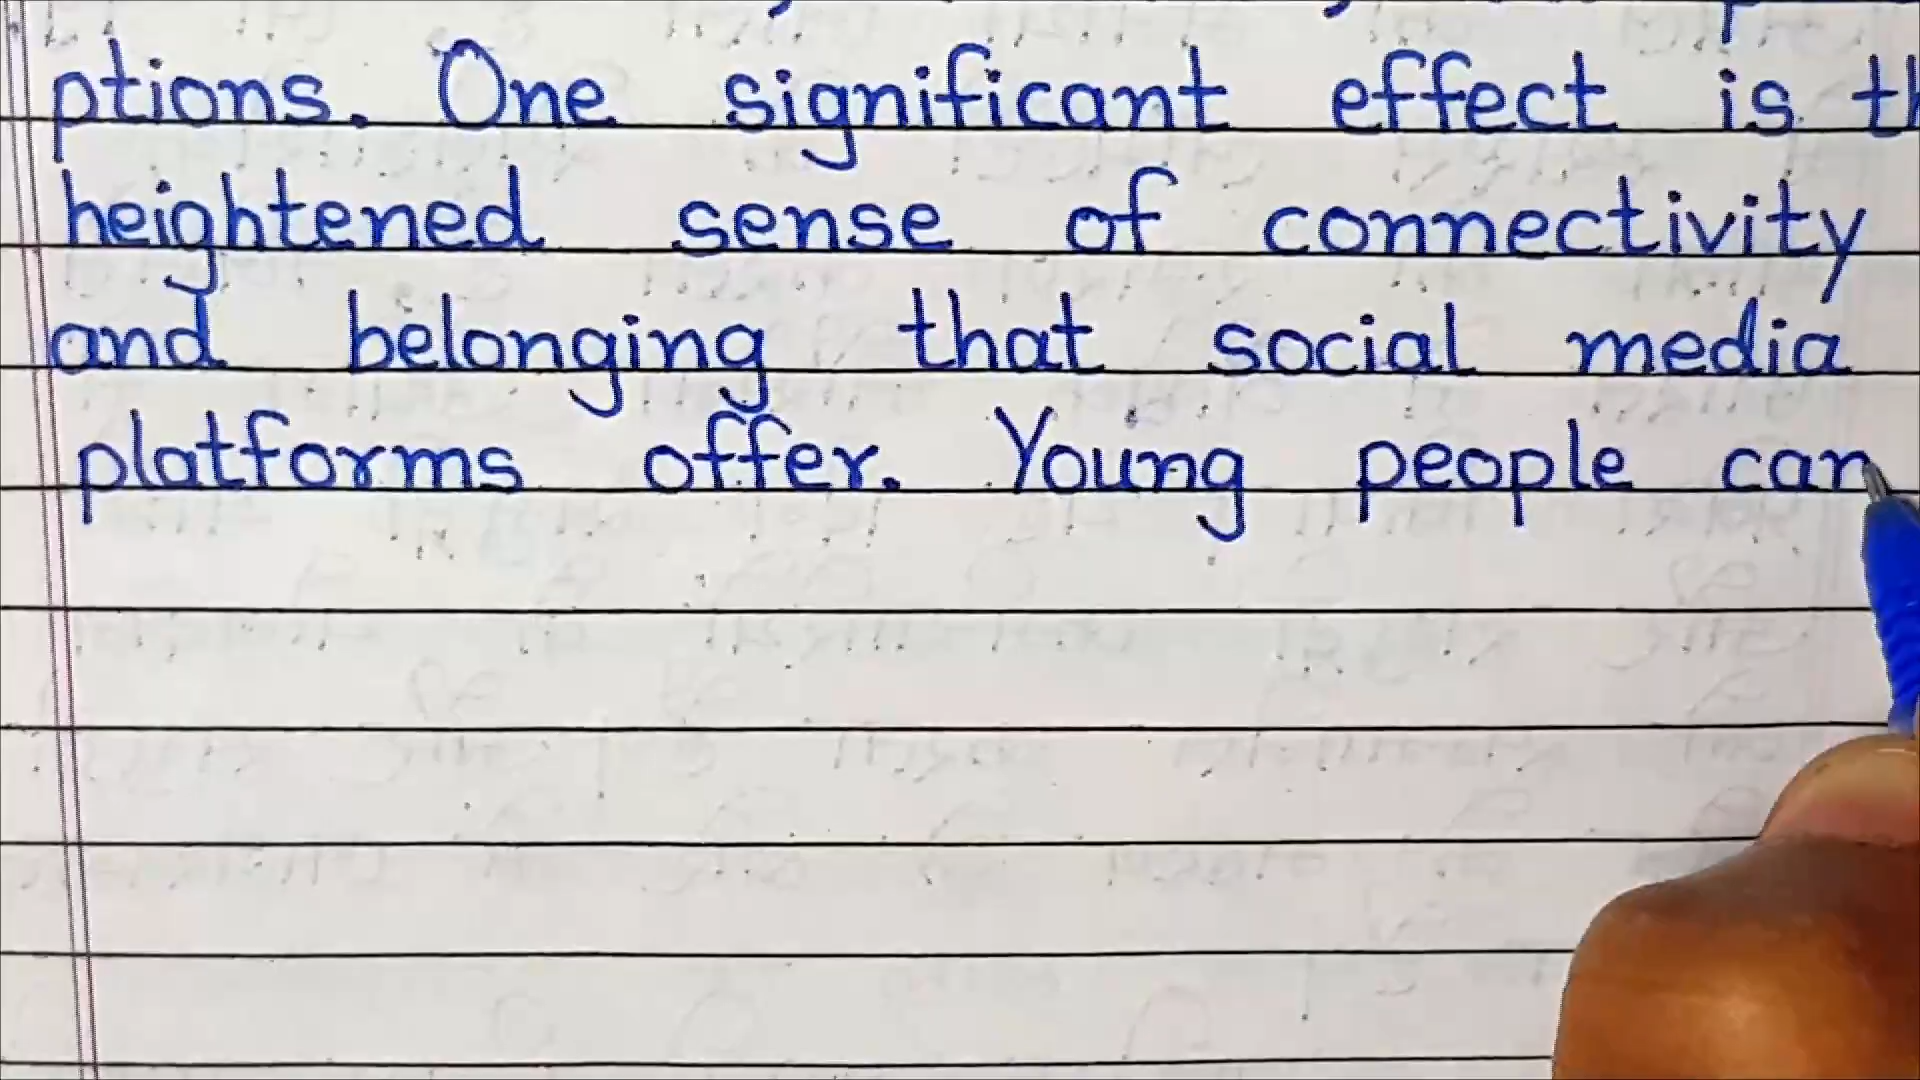 ptions. One significant effect is th
heightened sense of connectivity
and belonging that social media
platforms offer. Young people can